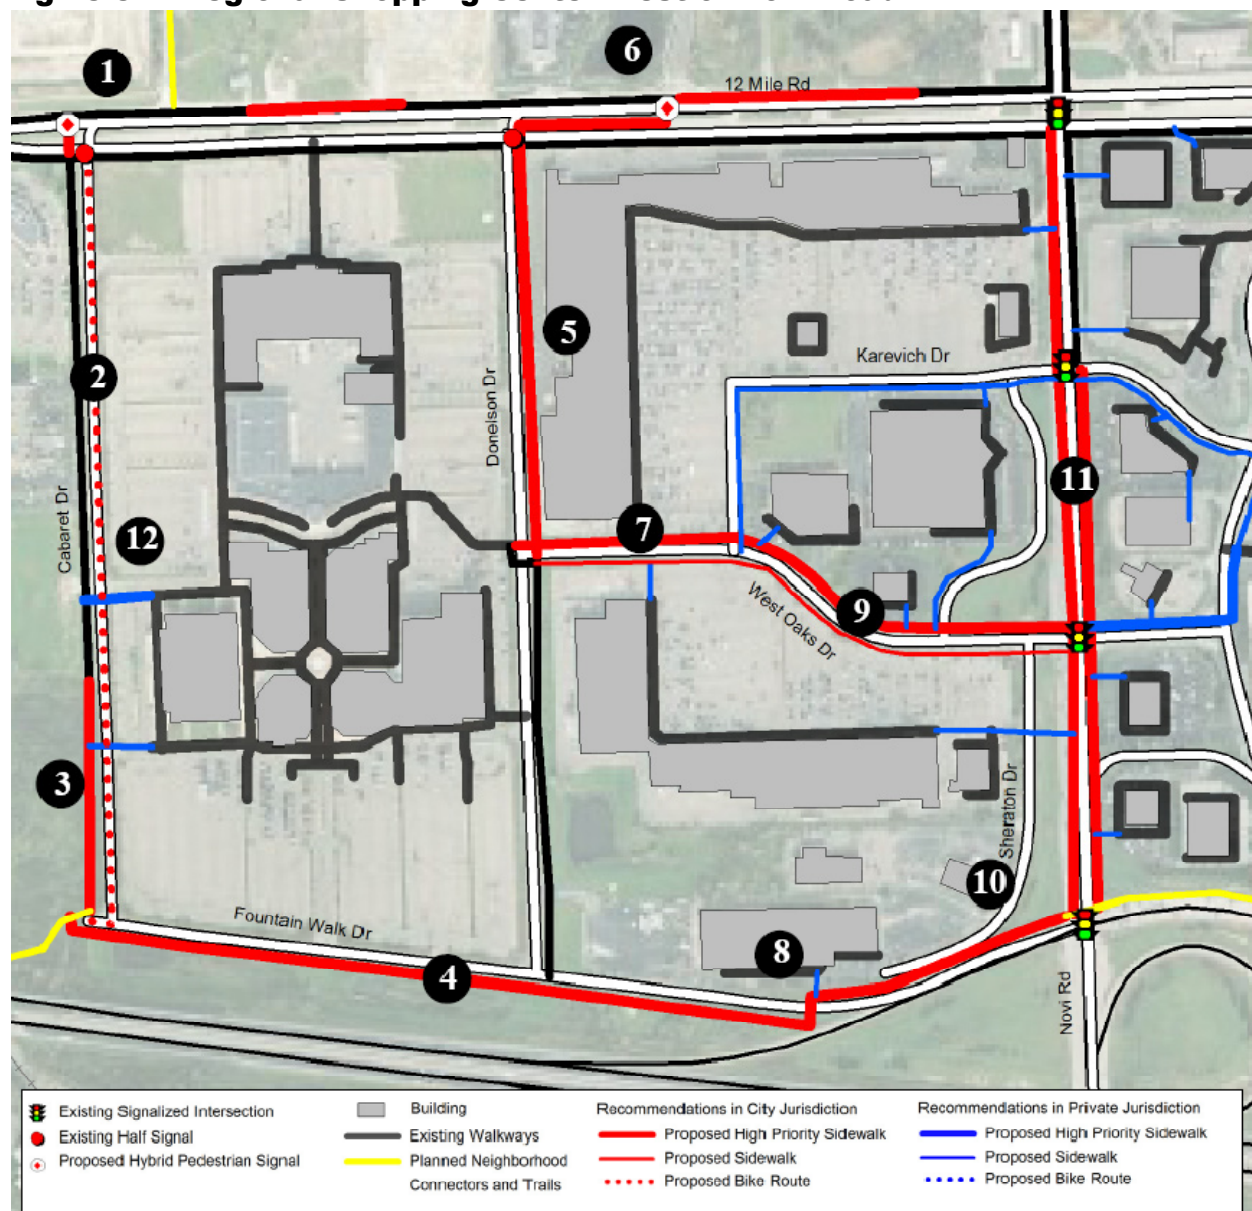 1
6
12 Mile Rd
5
2
Karevich Dr
Donelson Dr
11
7
12
Cabaret Dr
9
West Oaks Dr
3
Sheraton Dr
10
Fountain Walk Dr
8
4
Novi Rd
Existing Signalized Intersection
Existing Half Signal
Proposed Hybrid Pedestrian Signal
Building
Existing Walkways
Planned Neighborhood
Connectors and Trails
Recommendations in City Jurisdiction
Proposed High Priority Sidewalk
Proposed Sidewalk
Proposed Bike Route
Recommendations in Private Jurisdiction
Proposed High Priority Sidewalk
Proposed Sidewalk
Proposed Bike Route